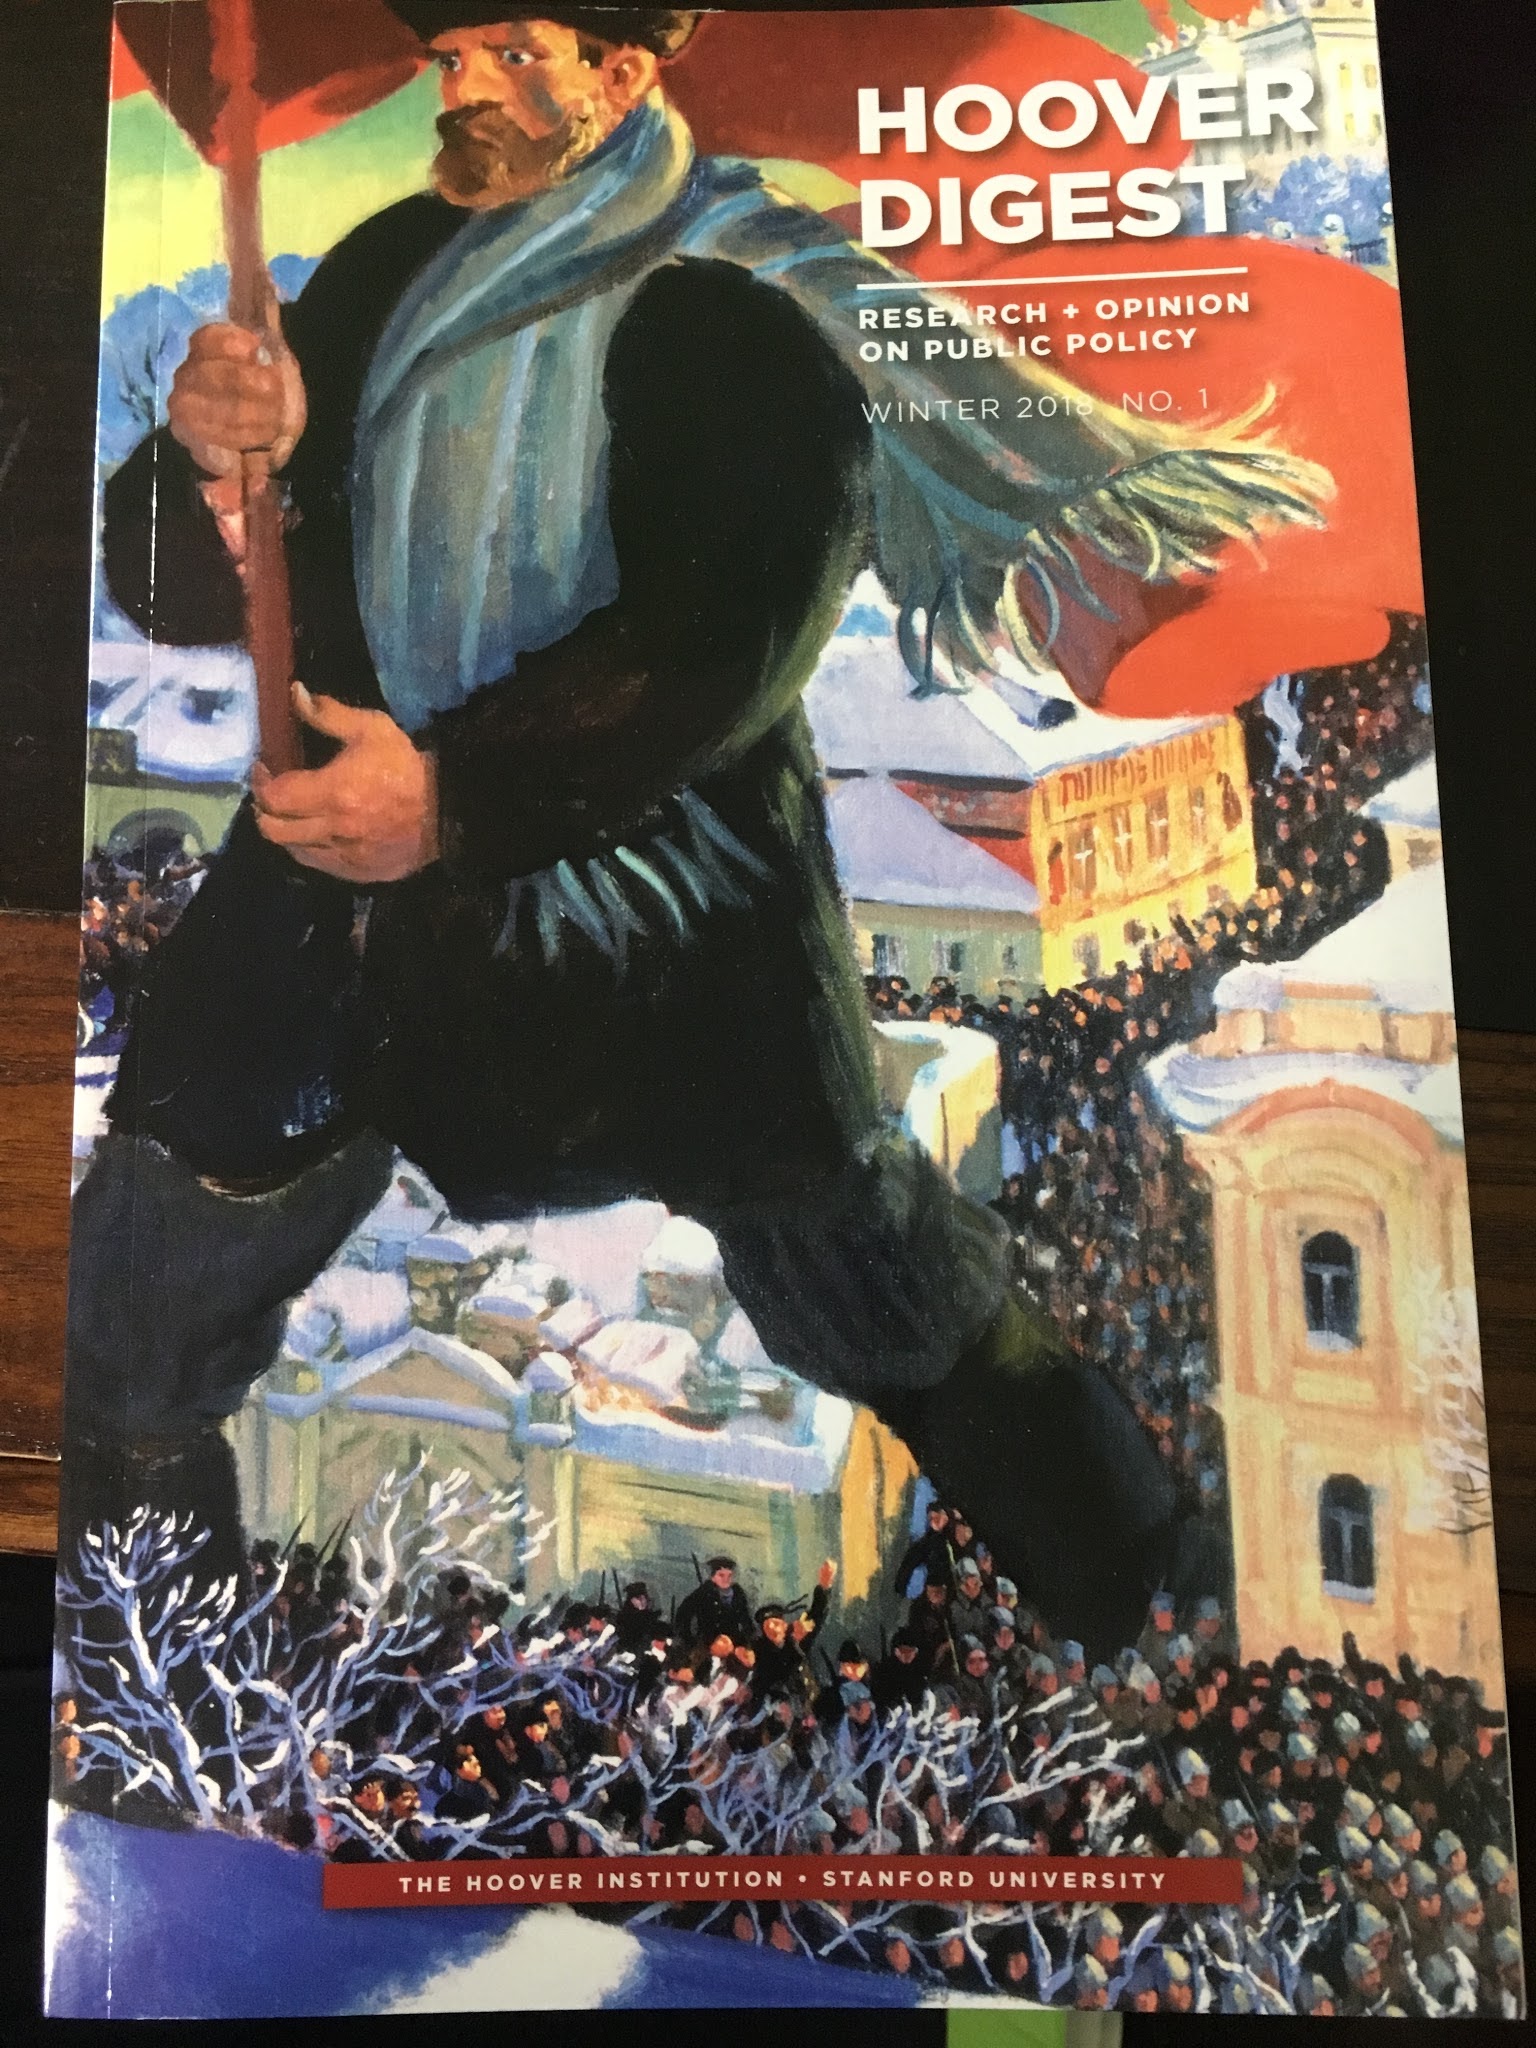 HOOVER
DIGEST
RESEARCH + OPINION
ON PUBLIC POLICY
WINTER 2018 NO. 1
THE HOOVER INSTITUTION • STANFORD UNIVERSITY